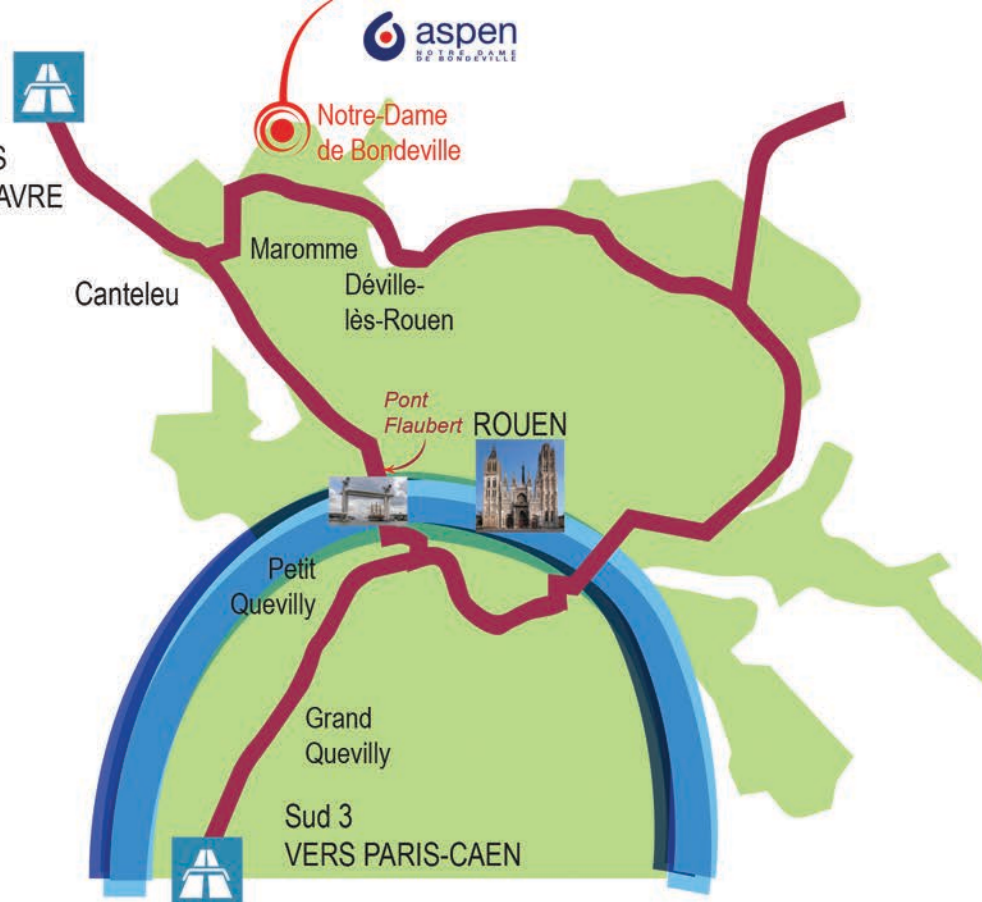 aspen
NOTRE DAME
DE BONDEVILLE
Notre-Dame
de Bondeville
S
AVRE
Maromme
Canteleu
Déville-
lès-Rouen
Pont
Flaubert
ROUEN
Petit
Quevilly
Grand
Quevilly
Sud 3
VERS PARIS-CAEN